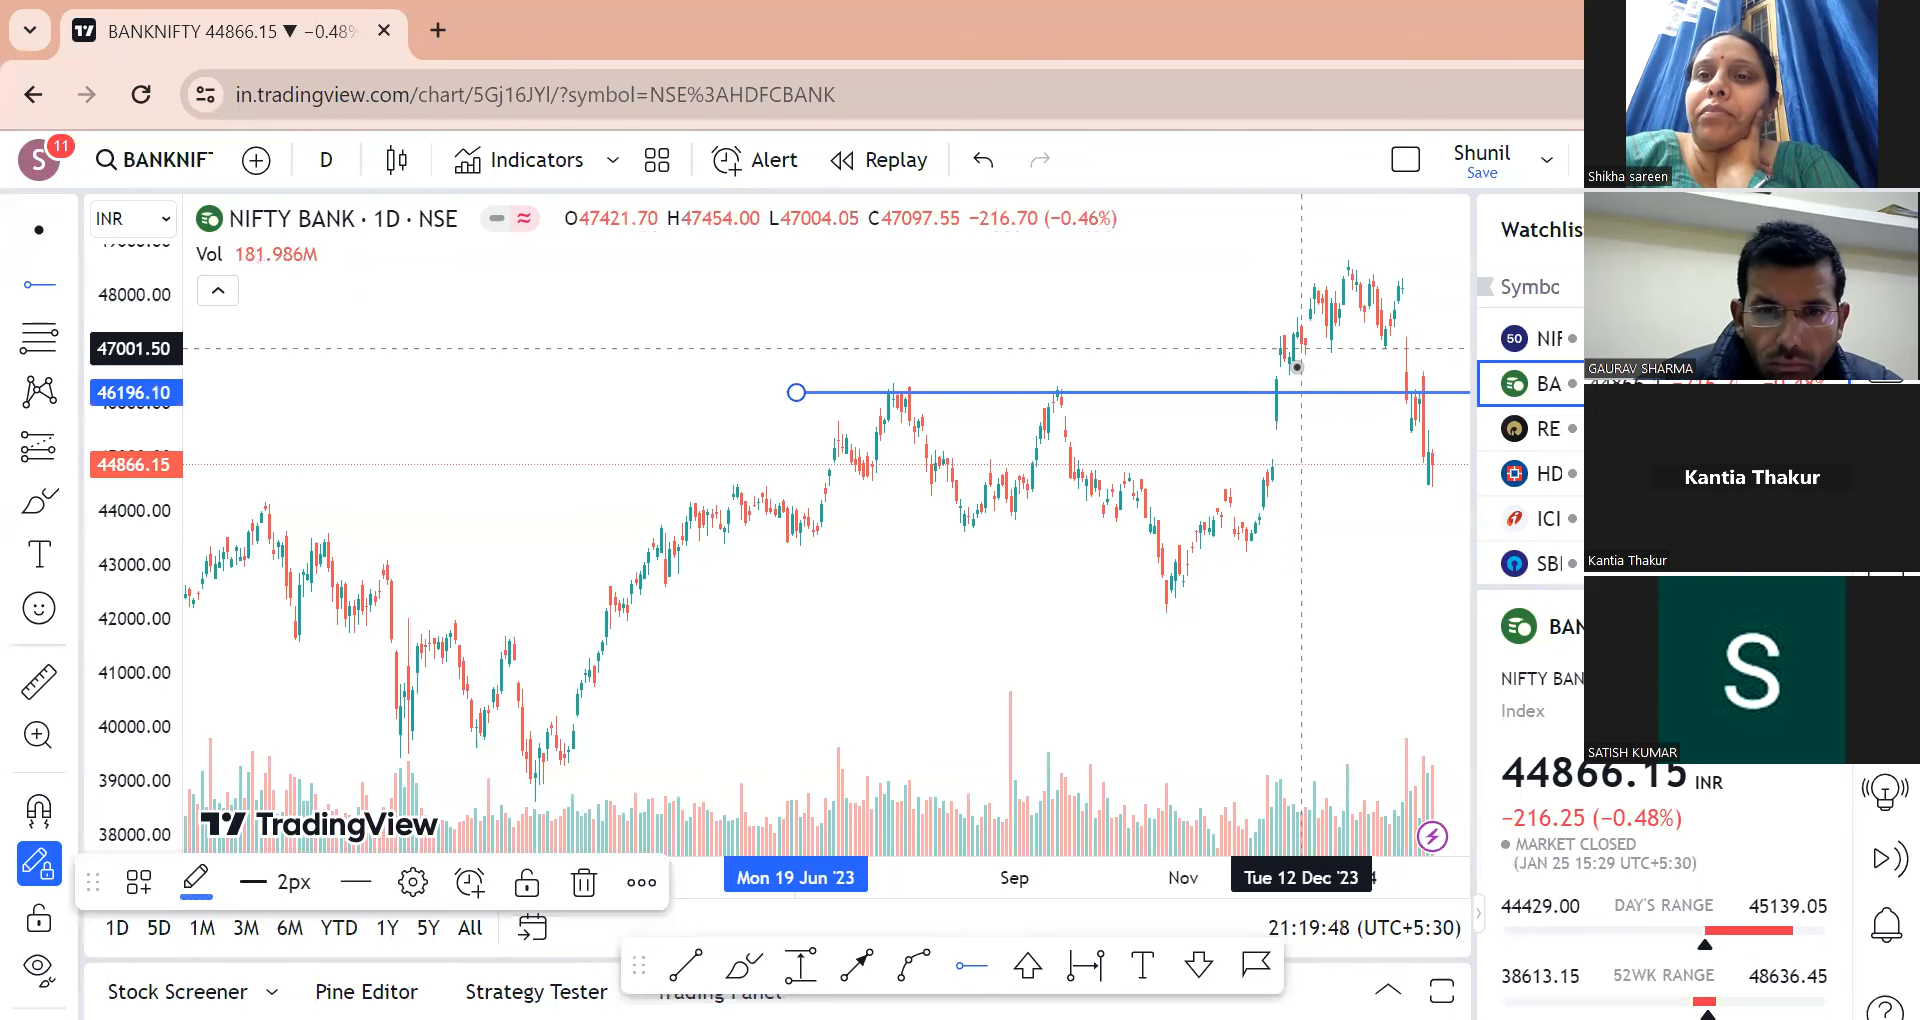 BANKNIFTY 44866.15 ▼ −0.48%
in.tradingview.com/chart/5Gj16JYl/?symbol=NSE%3AHDFCBANK
S
11
BANKNIF
D
Indicators
Alert
Replay
Shunil
Save
INR
NIFTY BANK · 1D · NSE
O47421.70 H47454.00 L47004.05 C47097.55 −216.70 (−0.46%)
Vol 181.986M
48000.00
47001.50
46196.10
44866.15
44000.00
43000.00
42000.00
41000.00
40000.00
39000.00
38000.00
TradingView
2px
Mon 19 Jun '23
Sep
Nov
Tue 12 Dec '23
4
1D 5D 1M 3M 6M YTD 1Y 5Y All
21:19:48 (UTC+5:30)
Stock Screener
Pine Editor
Strategy Tester
Trading Panel
Watchlis
Symbo
50 NIF
BA
RE
HD
ICI
SBI
BAN
NIFTY BAN
Index
44866.15 INR
−216.25 (−0.48%)
MARKET CLOSED
(JAN 25 15:29 UTC+5:30)
44429.00 DAY'S RANGE 45139.05
38613.15 52WK RANGE 48636.45
Shikha sareen
GAURAV SHARMA
Kantia Thakur
Kantia Thakur
S
SATISH KUMAR